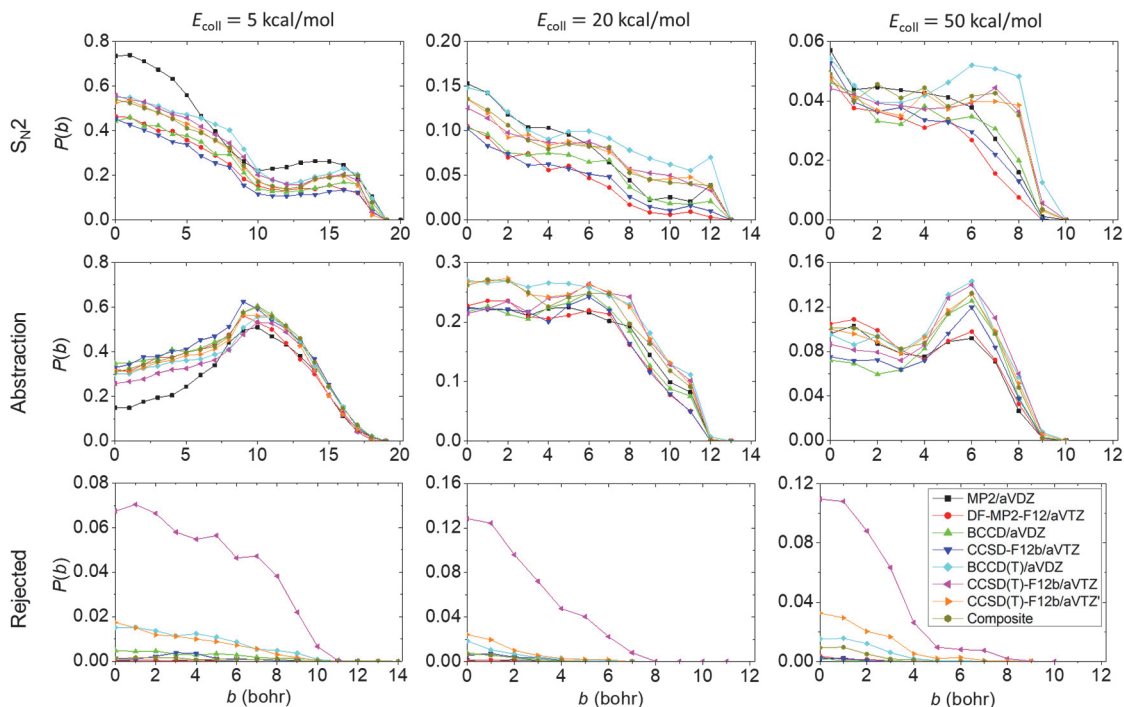 E_coll = 5 kcal/mol E_coll = 20 kcal/mol E_coll = 50 kcal/mol
S_N2
P(b)
0.8
0.6
0.4
0.2
0.0
0 5 10 15 20
0.20
0.15
0.10
0.05
0.00
0 2 4 6 8 10 12 14
0.06
0.04
0.02
0.00
0 2 4 6 8 10 12
Abstraction
P(b)
0.8
0.6
0.4
0.2
0.0
0 5 10 15 20
0.3
0.2
0.1
0.0
0 2 4 6 8 10 12 14
0.16
0.12
0.08
0.04
0.00
0 2 4 6 8 10 12
Rejected
P(b)
0.08
0.06
0.04
0.02
0.00
0 2 4 6 8 10 12 14
b (bohr)
0.16
0.12
0.08
0.04
0.00
0 2 4 6 8 10 12
b (bohr)
0.12
0.08
0.04
0.00
0 2 4 6 8 10 12
b (bohr)
MP2/aVDZ
DF-MP2-F12/aVTZ
BCCD/aVDZ
CCSD-F12b/aVTZ
BCCD(T)/aVDZ
CCSD(T)-F12b/aVTZ
CCSD(T)-F12b/aVTZ'
Composite